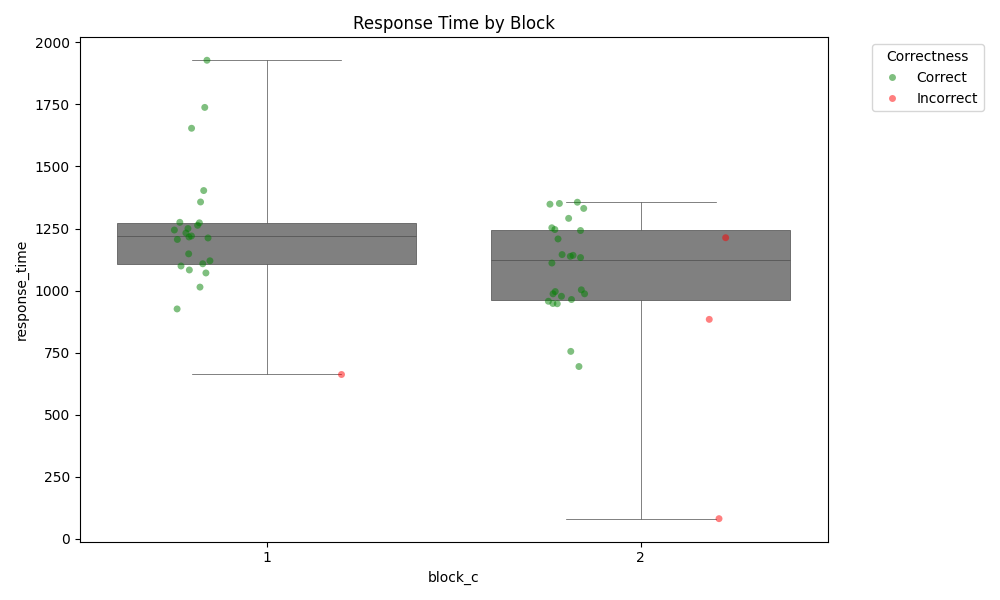 Response Time by Block
2000
1750
1500
1250
1000
750
500
250
0
response_time
1
2
block_c
Correctness
Correct
Incorrect